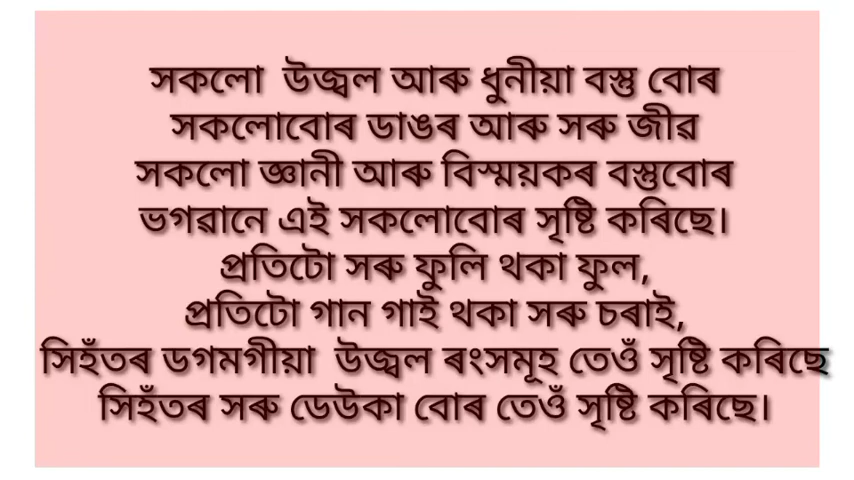 সকলো উজ্বল আৰু ধুনীয়া বস্তু বোৰ
সকলোবোৰ ডাঙৰ আৰু সৰু জীৱ
সকলো জ্ঞানী আৰু বিস্ময়কৰ বস্তুবোৰ
ভগৱানে এই সকলোবোৰ সৃষ্টি কৰিছে।
প্ৰতিটো সৰু ফুলি থকা ফুল,
প্ৰতিটো গান গাই থকা সৰু চৰাই,
সিহঁতৰ ডগমগীয়া উজ্বল ৰংসমূহ তেওঁ সৃষ্টি কৰিছে
সিহঁতৰ সৰু ডেউকা বোৰ তেওঁ সৃষ্টি কৰিছে।